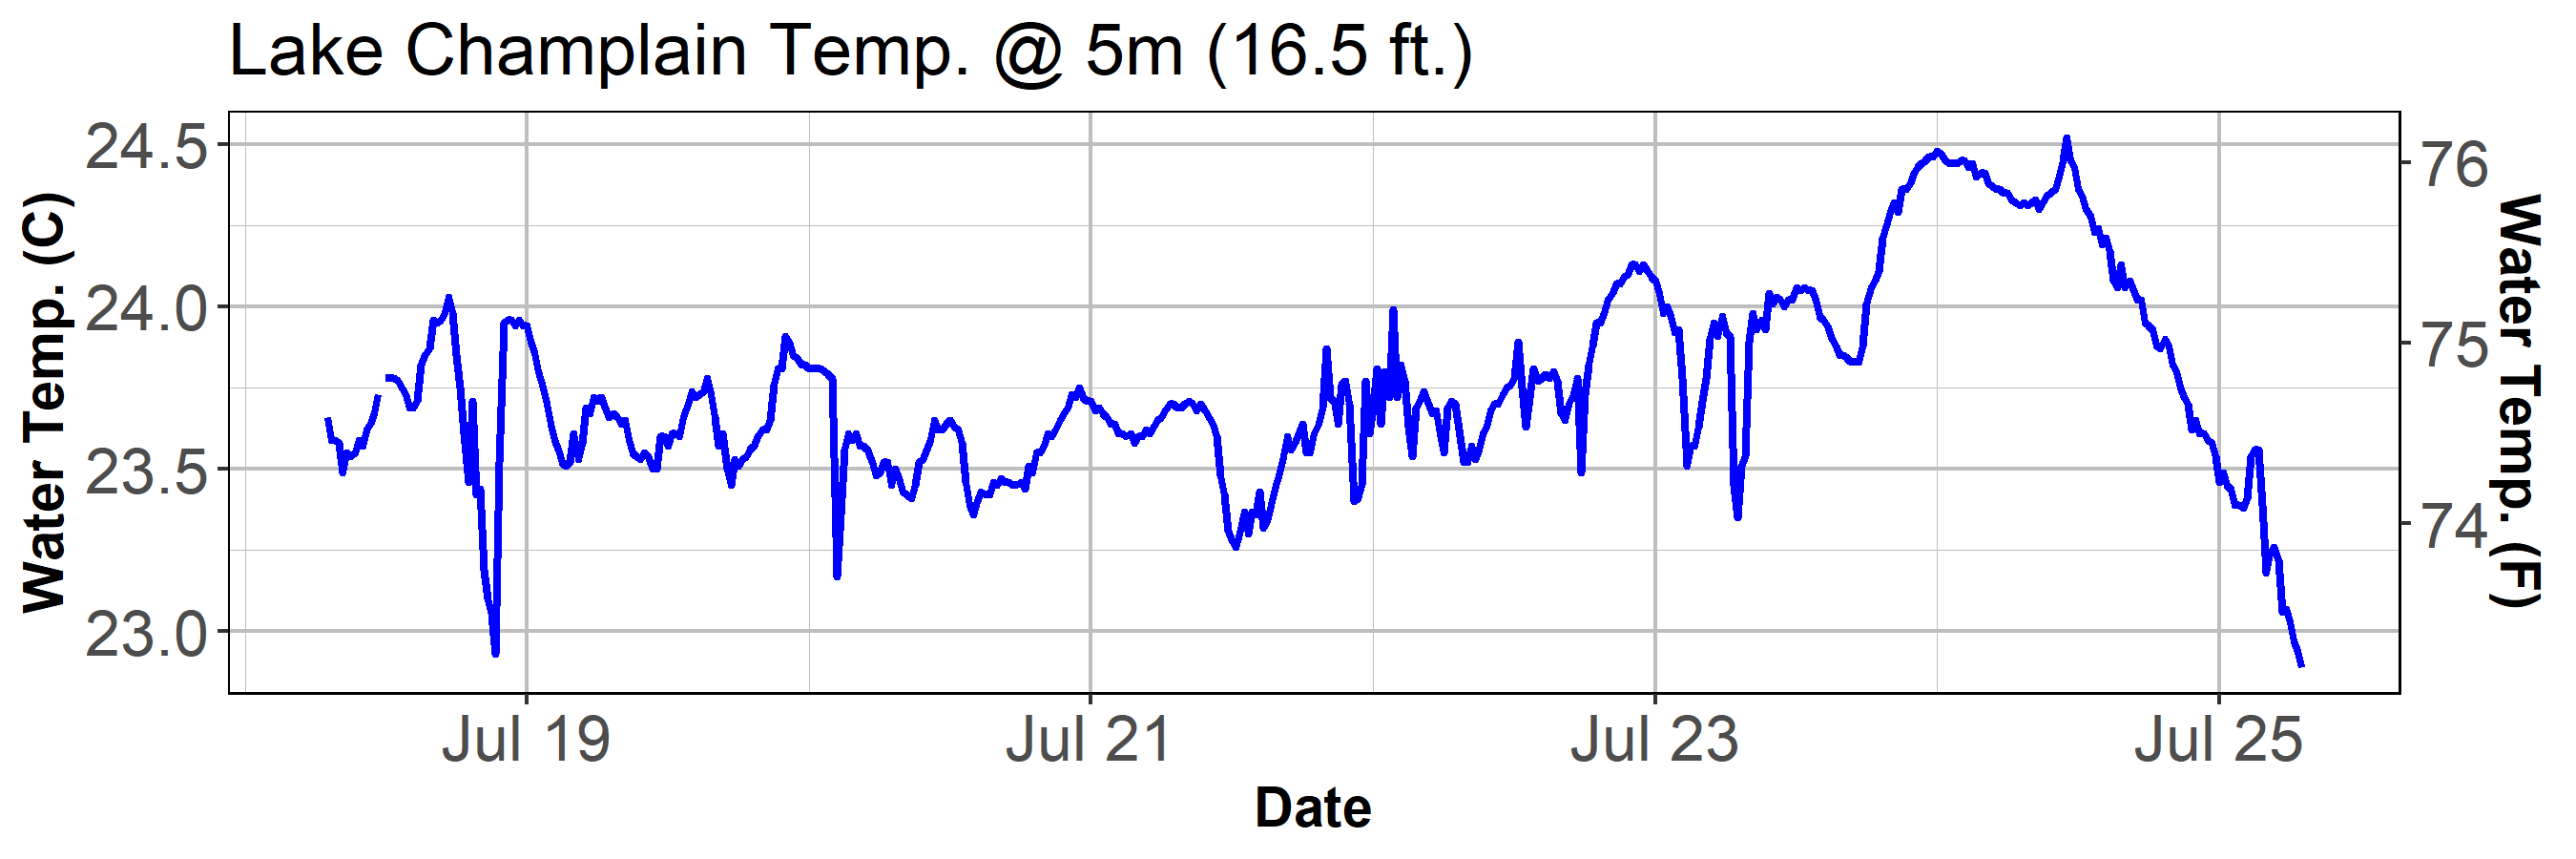 Lake Champlain Temp. @ 5m (16.5 ft.)
Water Temp. (C)
24.5
24.0
23.5
23.0
76
75
74
Water Temp. (F)
Jul 19 Jul 21 Jul 23 Jul 25
Date